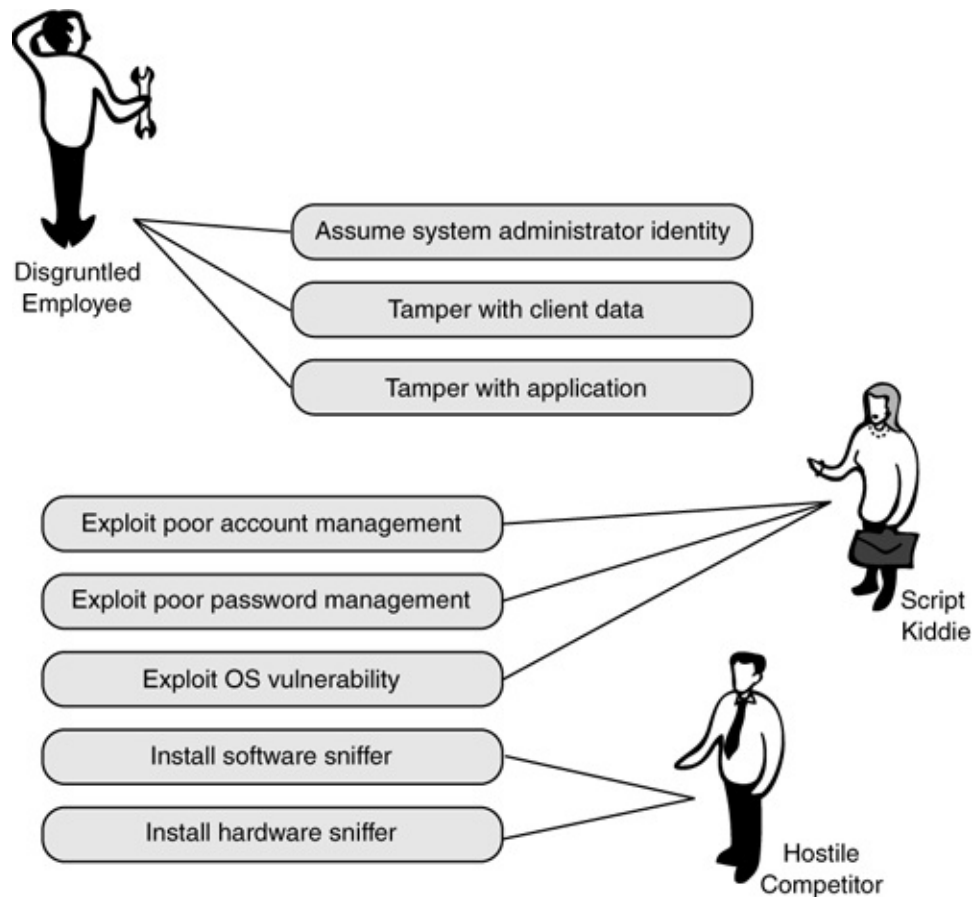 Disgruntled
Employee
Assume system administrator identity
Tamper with client data
Tamper with application
Exploit poor account management
Exploit poor password management
Exploit OS vulnerability
Script
Kiddie
Install software sniffer
Install hardware sniffer
Hostile
Competitor